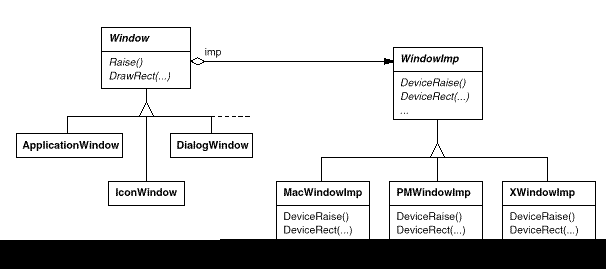 Window
Raise()
DrawRect(...)
imp
WindowImp
DeviceRaise()
DeviceRect(...)
...
ApplicationWindow
DialogWindow
IconWindow
MacWindowImp
DeviceRaise()
DeviceRect(...)
PMWindowImp
DeviceRaise()
DeviceRect(...)
XWindowImp
DeviceRaise()
DeviceRect(...)